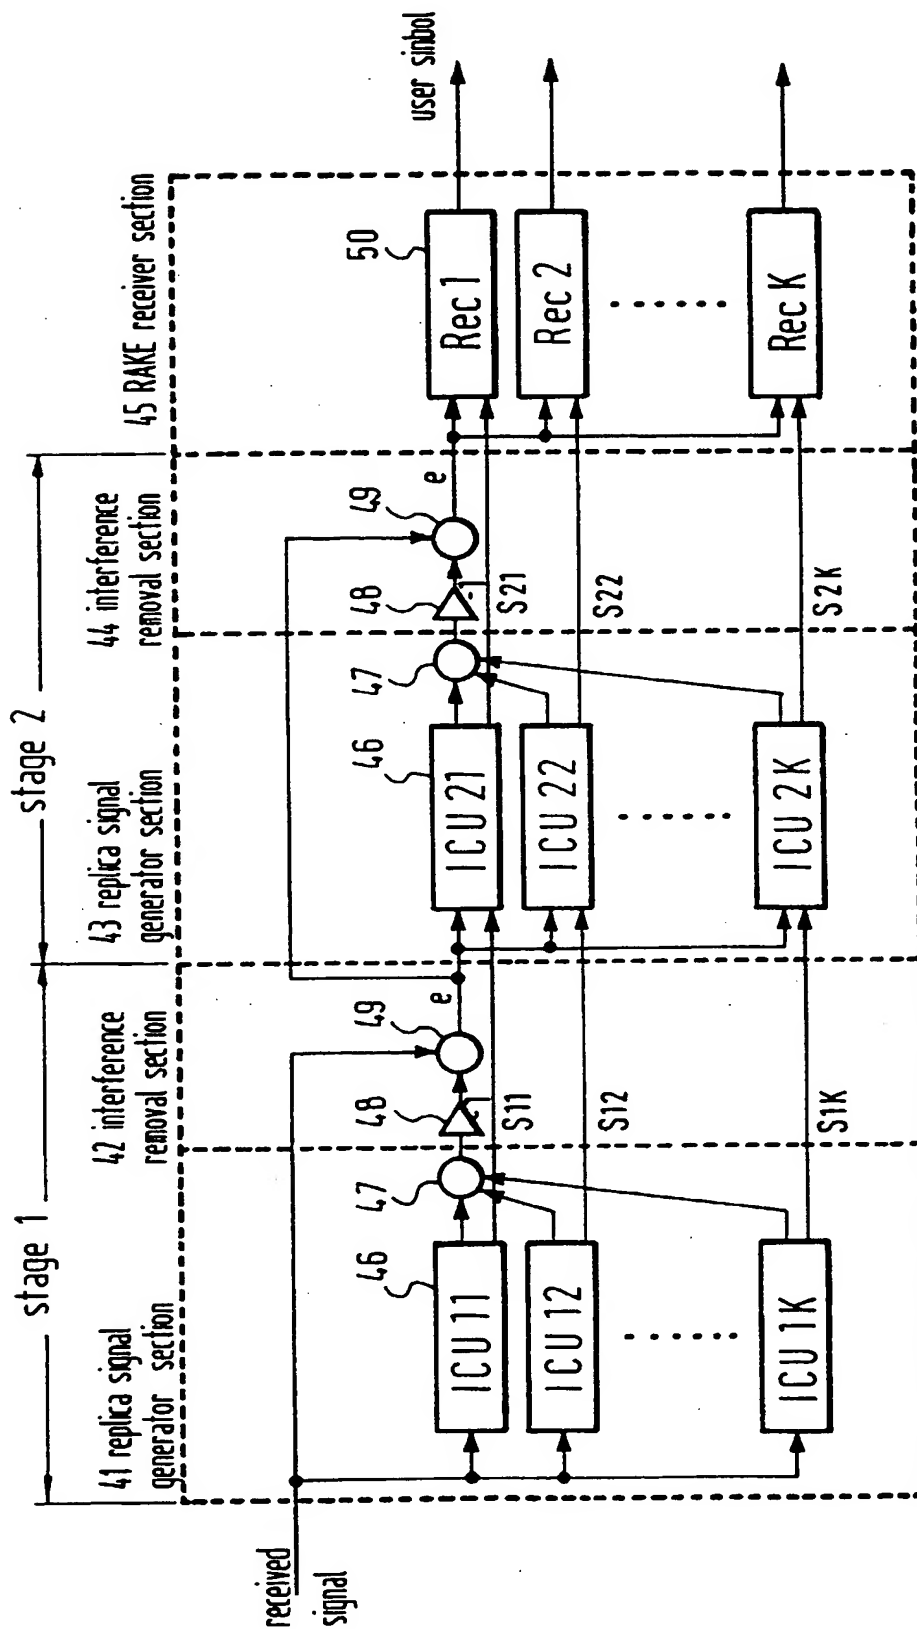 stage 1
stage 2
41 replica signal
generator section
42 interference
removal section
43 replica signal
generator section
44 interference
removal section
45 RAKE receiver section
received
signal
46
ICU 11
ICU 12
ICU 1K
47
48
49
e
S11
S12
S1K
46
ICU 21
ICU 22
ICU 2K
47
48
-1
49
e
S21
S22
S2K
50
Rec 1
Rec 2
Rec K
user sinbol